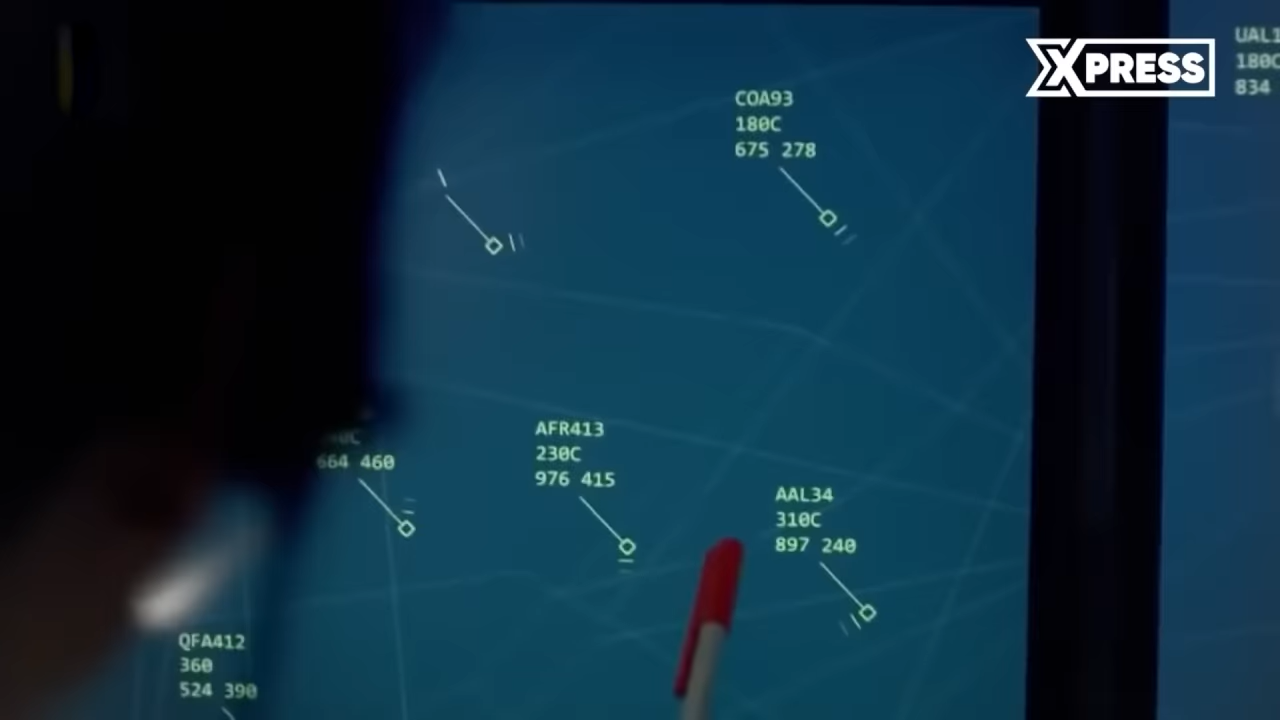 XPRESS
UAL1
180C
834
COA93
180C
675 278
AFR413
230C
976 415
664 460
AAL34
310C
897 240
QFA412
360
524 390